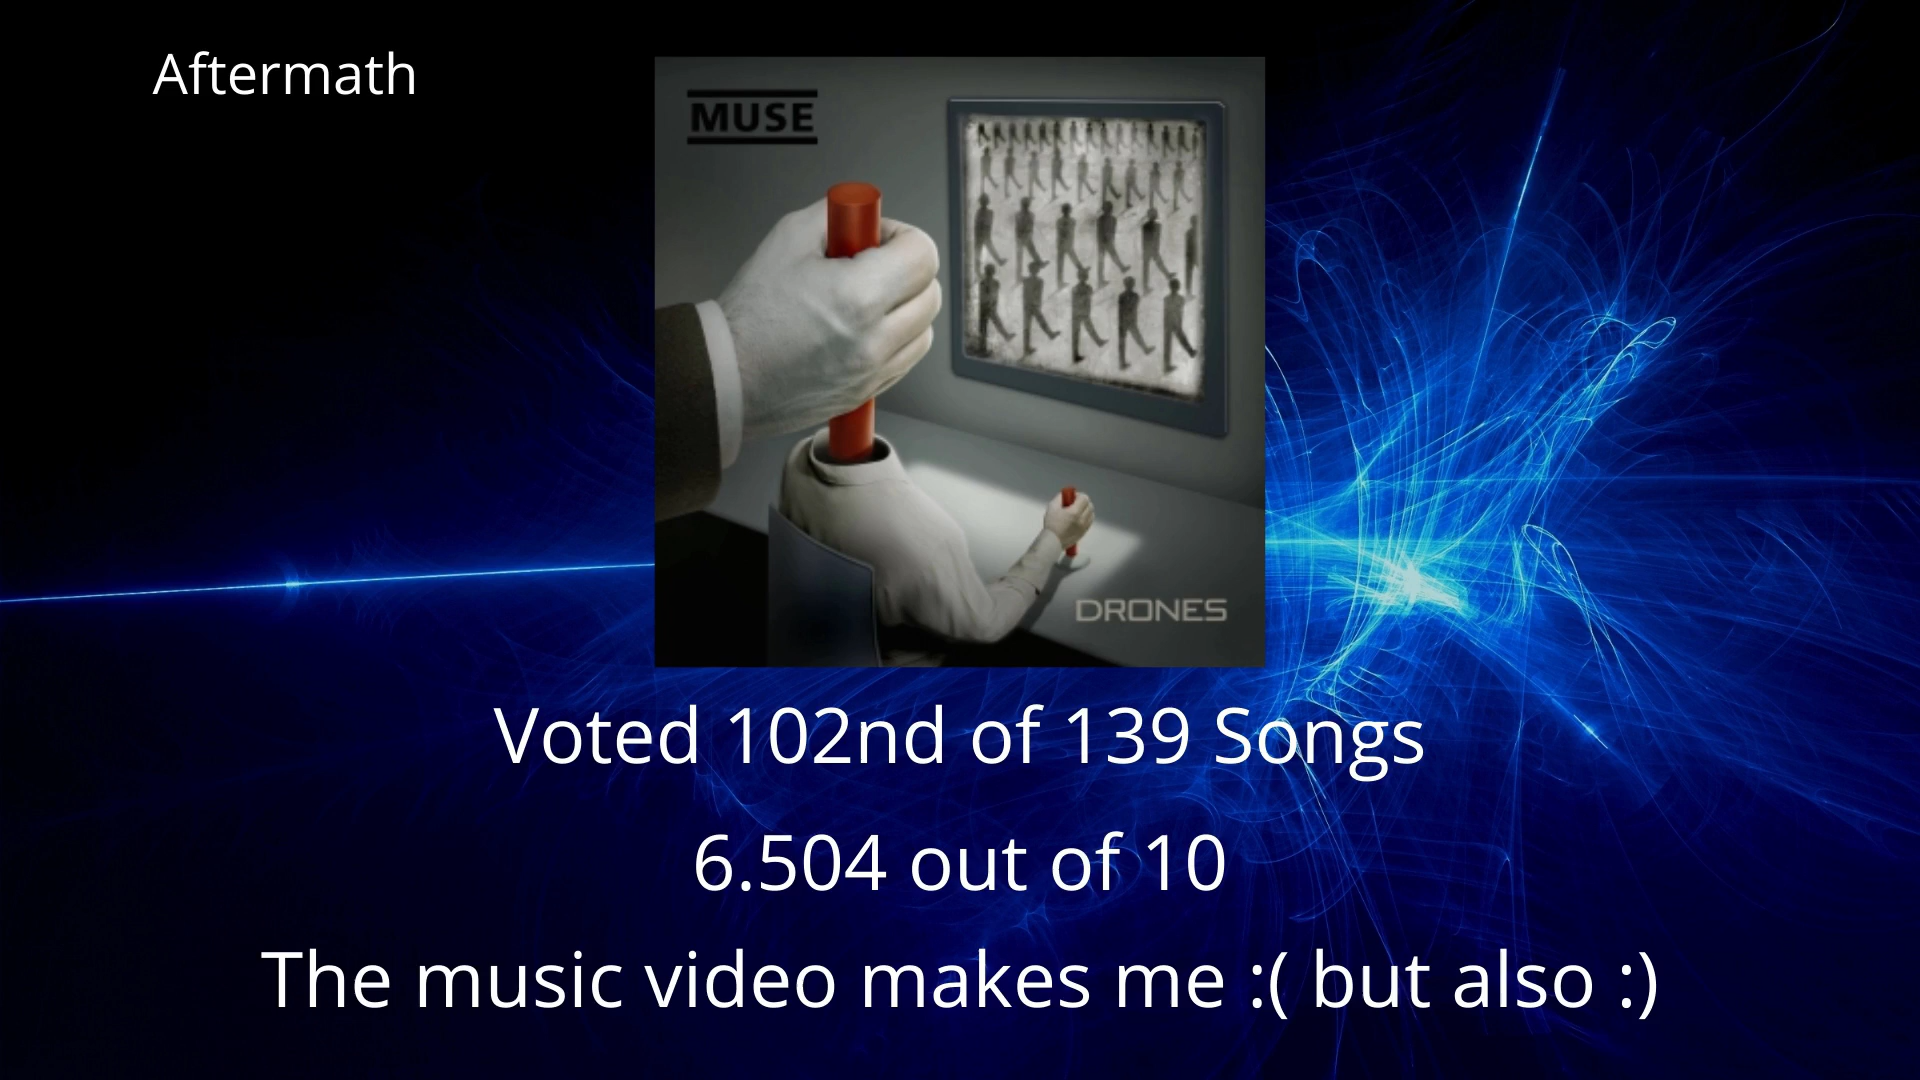 Aftermath
MUSE
DRONES
Voted 102nd of 139 Songs
6.504 out of 10
The music video makes me :( but also :)